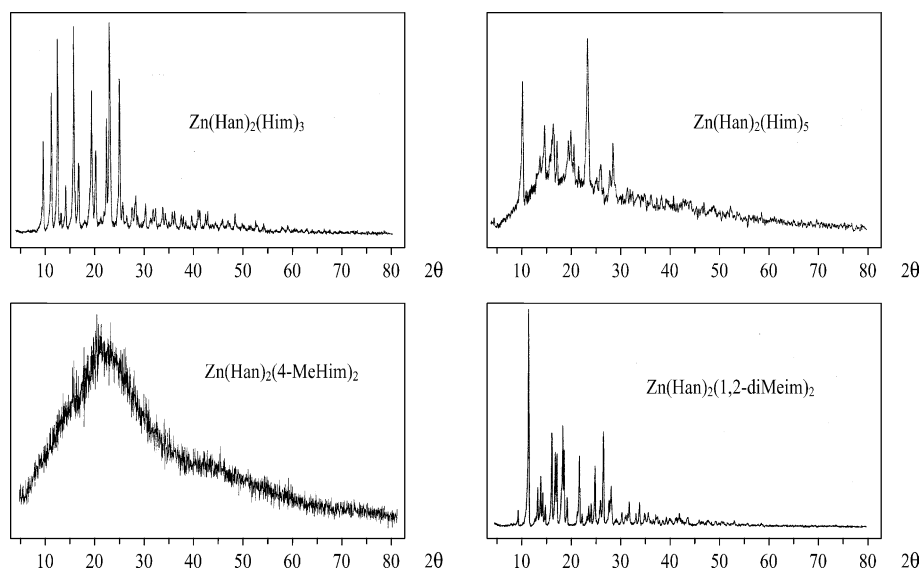 Zn(Han)₂(Him)₃
10 20 30 40 50 60 70 80 2θ
Zn(Han)₂(Him)₅
10 20 30 40 50 60 70 80 2θ
Zn(Han)₂(4-MeHim)₂
10 20 30 40 50 60 70 80 2θ
Zn(Han)₂(1,2-diMeim)₂
10 20 30 40 50 60 70 80 2θ